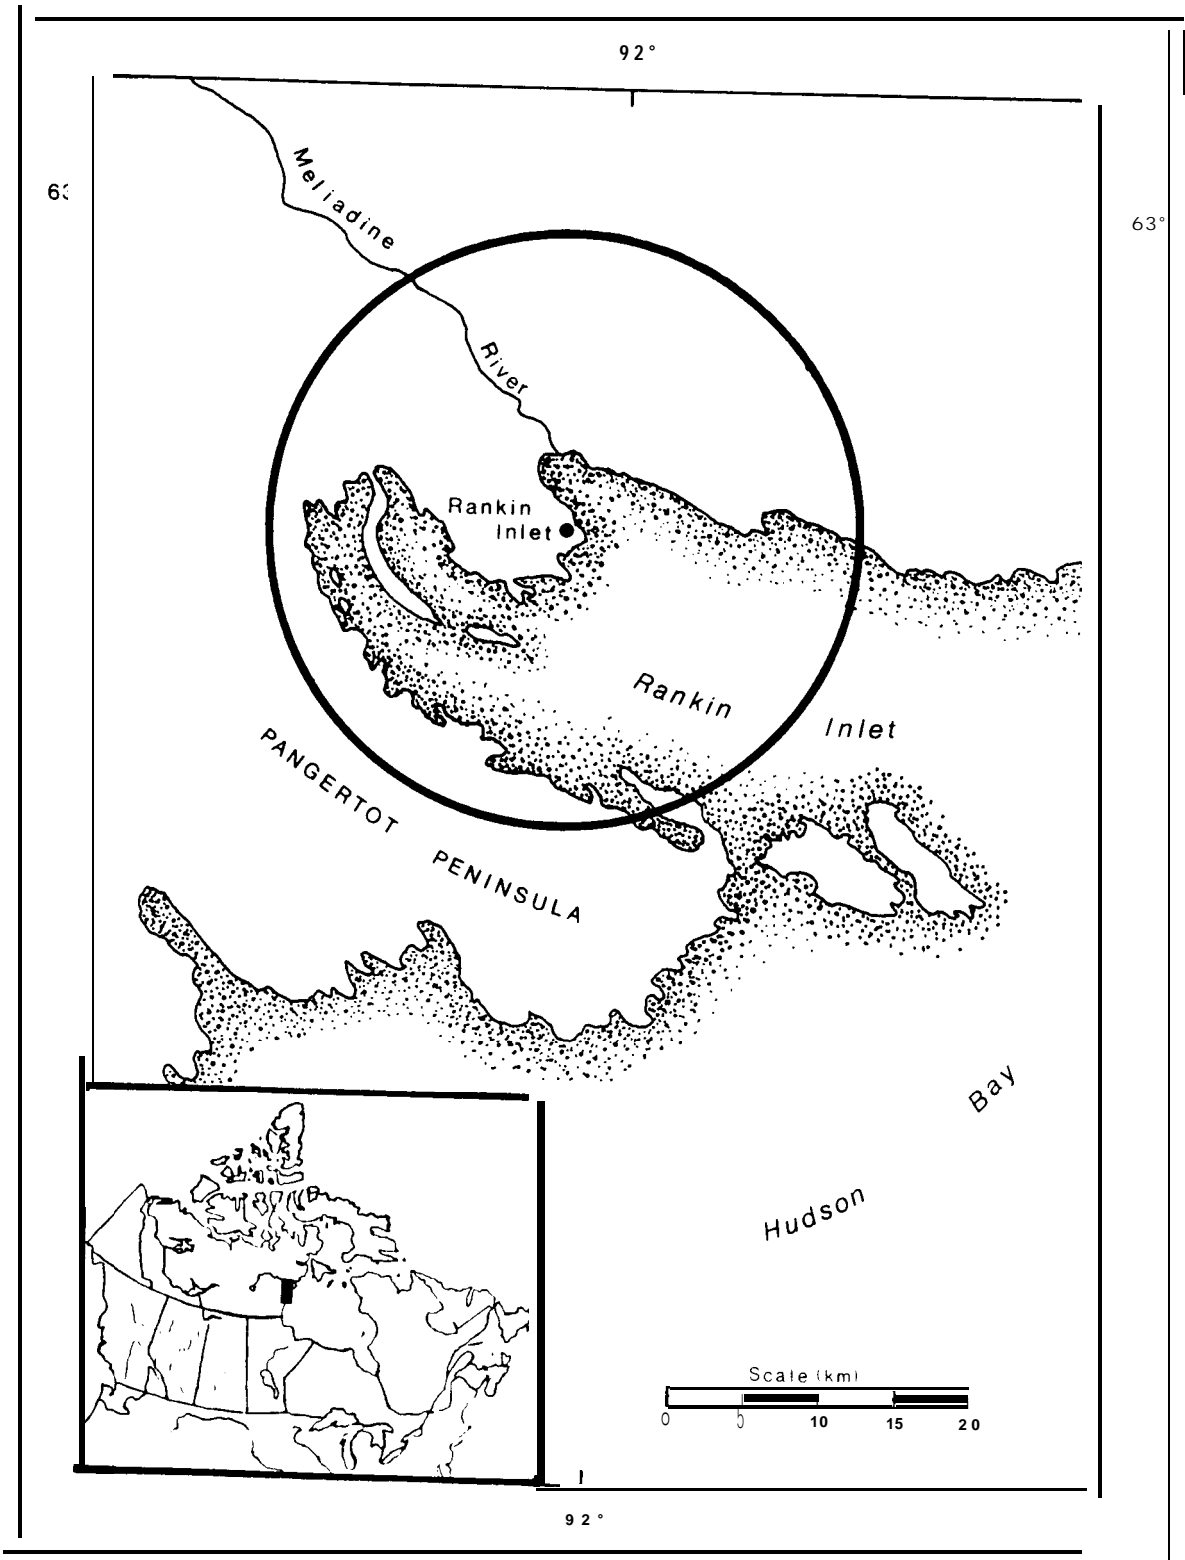 92°
Meliadine
63°
River
Rankin
Inlet
Rankin
Inlet
PANGERTOT
PENINSULA
Bay
Hudson
Scale (km)
0 5 10 15 20
92°